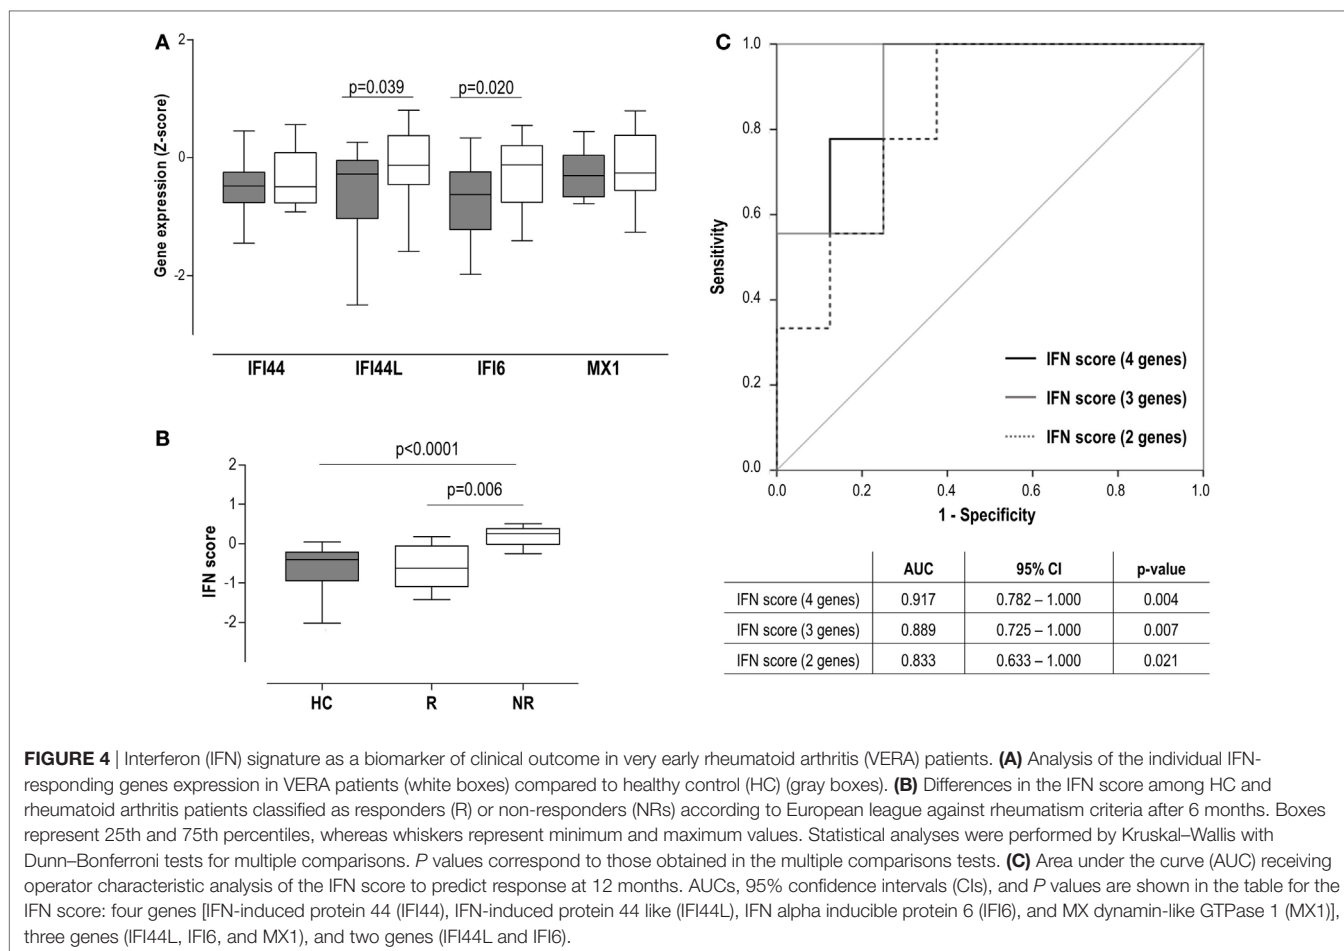 A
2
0
-2
Gene expression (Z-score)
p=0.039
p=0.020
IFI44
IFI44L
IFI6
MX1
B
p<0.0001
p=0.006
2
1
0
-1
-2
IFN score
HC
R
NR
C
1.0
0.8
0.6
0.4
0.2
0.0
Sensitivity
IFN score (4 genes)
IFN score (3 genes)
IFN score (2 genes)
0.0 0.2 0.4 0.6 0.8 1.0
1 - Specificity
AUC 95% CI p-value
IFN score (4 genes) 0.917 0.782 – 1.000 0.004
IFN score (3 genes) 0.889 0.725 – 1.000 0.007
IFN score (2 genes) 0.833 0.633 – 1.000 0.021
FIGURE 4 | Interferon (IFN) signature as a biomarker of clinical outcome in very early rheumatoid arthritis (VERA) patients. (A) Analysis of the individual IFN-
responding genes expression in VERA patients (white boxes) compared to healthy control (HC) (gray boxes). (B) Differences in the IFN score among HC and
rheumatoid arthritis patients classified as responders (R) or non-responders (NRs) according to European league against rheumatism criteria after 6 months. Boxes
represent 25th and 75th percentiles, whereas whiskers represent minimum and maximum values. Statistical analyses were performed by Kruskal–Wallis with
Dunn–Bonferroni tests for multiple comparisons. P values correspond to those obtained in the multiple comparisons tests. (C) Area under the curve (AUC) receiving
operator characteristic analysis of the IFN score to predict response at 12 months. AUCs, 95% confidence intervals (CIs), and P values are shown in the table for the
IFN score: four genes [IFN-induced protein 44 (IFI44), IFN-induced protein 44 like (IFI44L), IFN alpha inducible protein 6 (IFI6), and MX dynamin-like GTPase 1 (MX1)],
three genes (IFI44L, IFI6, and MX1), and two genes (IFI44L and IFI6).